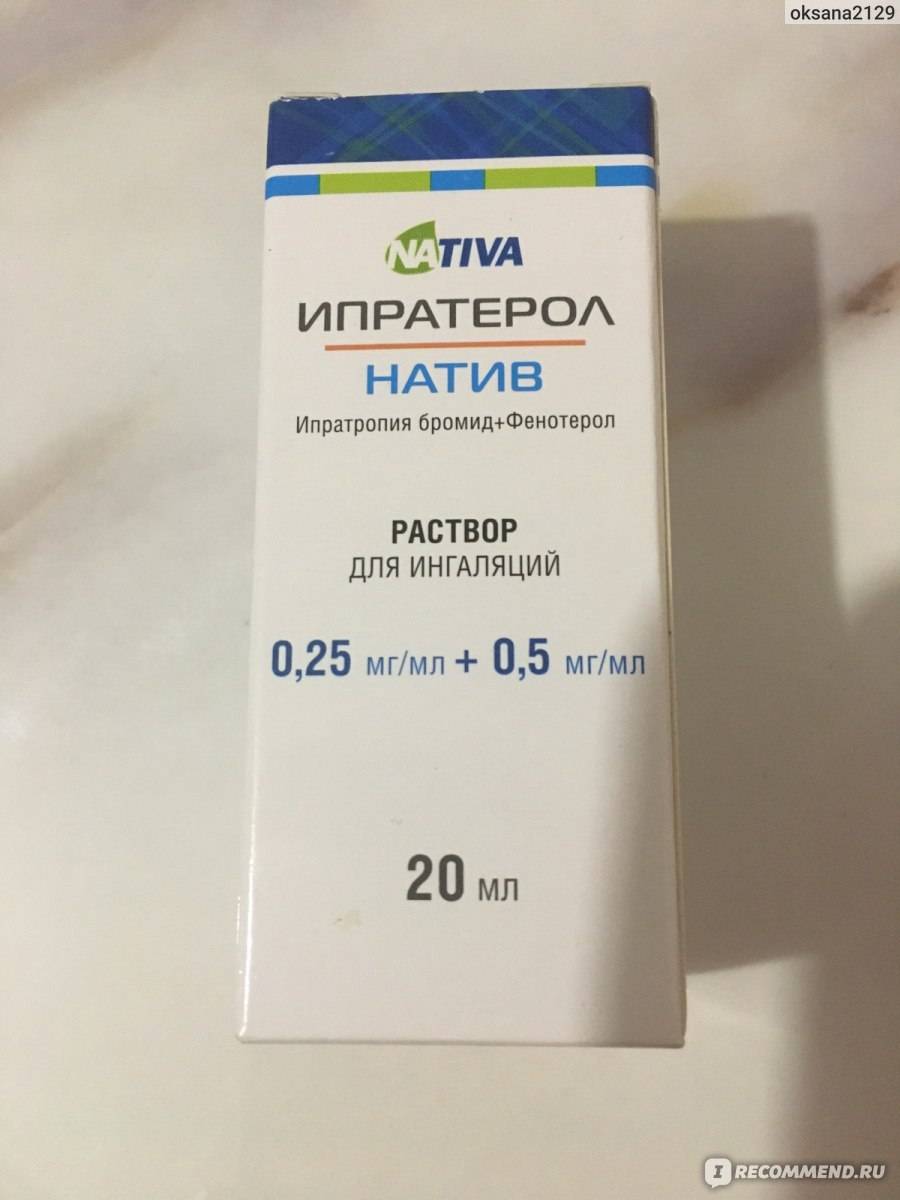 oksana2129
NATIVA
ИПРАТЕРОЛ
НАТИВ
Ипратропия бромид+Фенотерол
РАСТВОР
ДЛЯ ИНГАЛЯЦИЙ
0,25 мг/мл + 0,5 мг/мл
20 мл
IRECOMMEND.RU